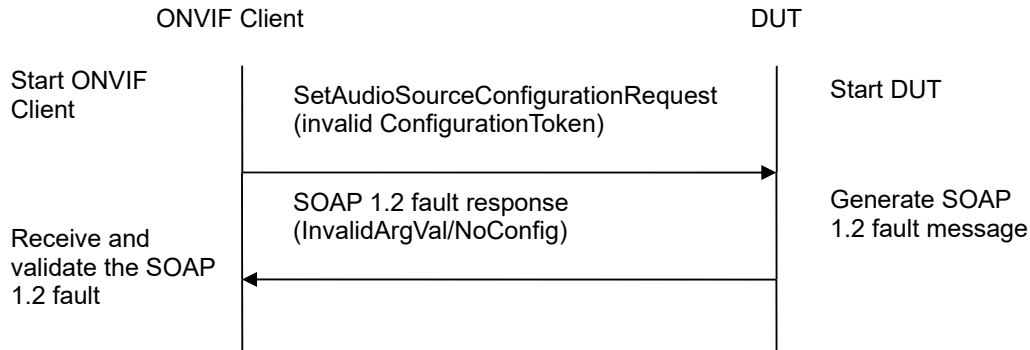 ONVIF Client
DUT
Start ONVIF
Client
SetAudioSourceConfigurationRequest
(invalid ConfigurationToken)
Start DUT
SOAP 1.2 fault response
(InvalidArgVal/NoConfig)
Generate SOAP
1.2 fault message
Receive and
validate the SOAP
1.2 fault